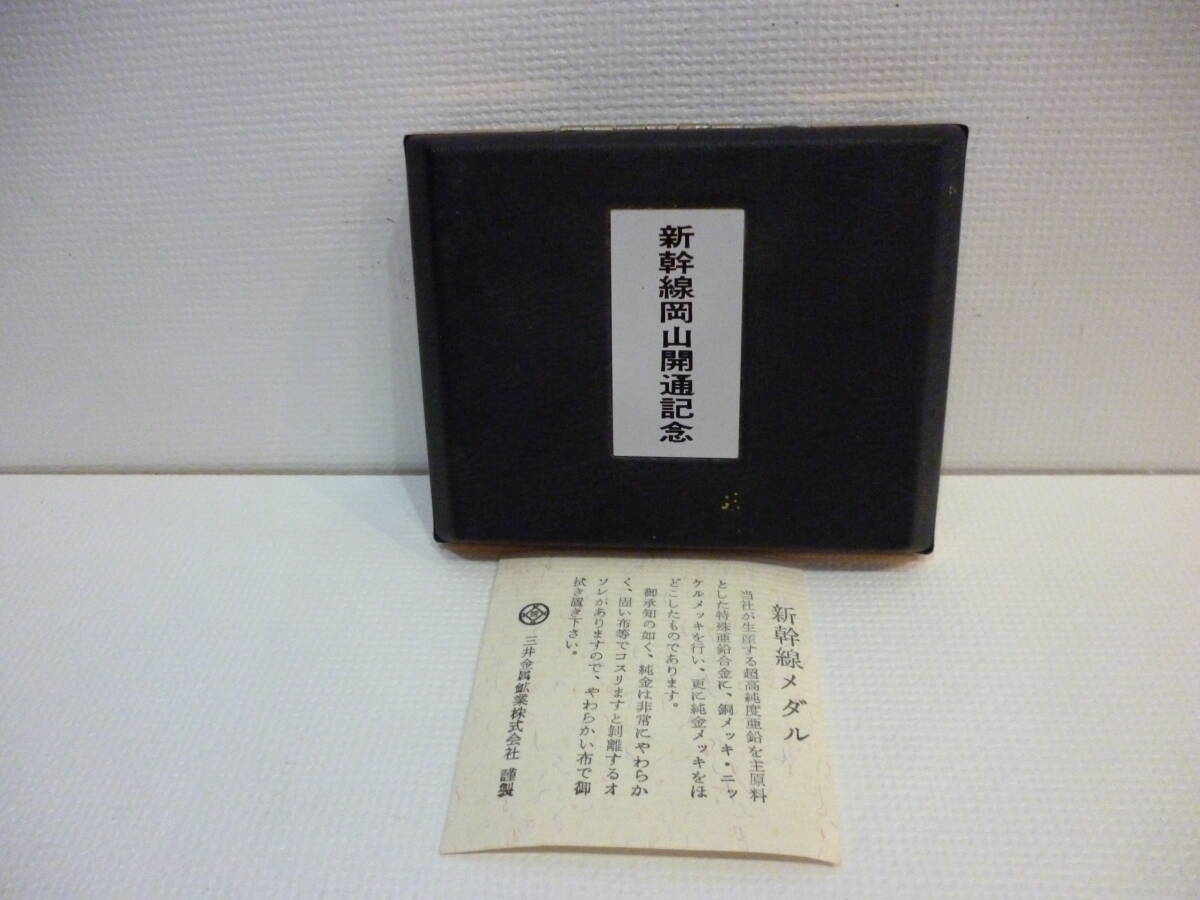 新幹線岡山開通記念
新幹線メダル
当社が生産する超高純度亜鉛を主原料
とした特殊亜鉛合金に、銅メッキ・ニッ
ケルメッキを行い、更に純金メッキをほ
どこしたものであります。
御承知の如く、純金は非常にやわらか
く、固い布等でコスリますと剝離するオ
ソレがありますので、やわらかい布で御
拭き置き下さい。
三井金属鉱業株式会社 謹製